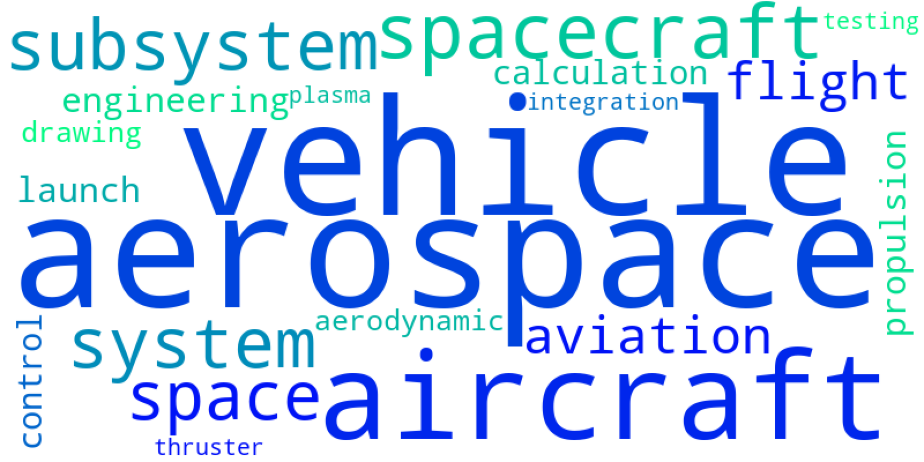 subsystem
spacecraft
testing
calculation
flight
engineering
plasma
integration
drawing
vehicle
propulsion
launch
aerospace
control
system
aerodynamic
aviation
space
aircraft
thruster